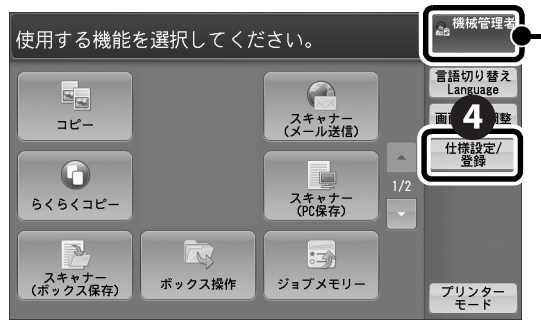 使用する機能を選択してください。
機械管理者
言語切り替え
Language
画
4
調整
仕様設定/
登録
コピー
スキャナー
(メール送信)
らくらくコピー
スキャナー
(PC保存)
1/2
スキャナー
(ボックス保存)
ボックス操作
ジョブメモリー
プリンター
モード